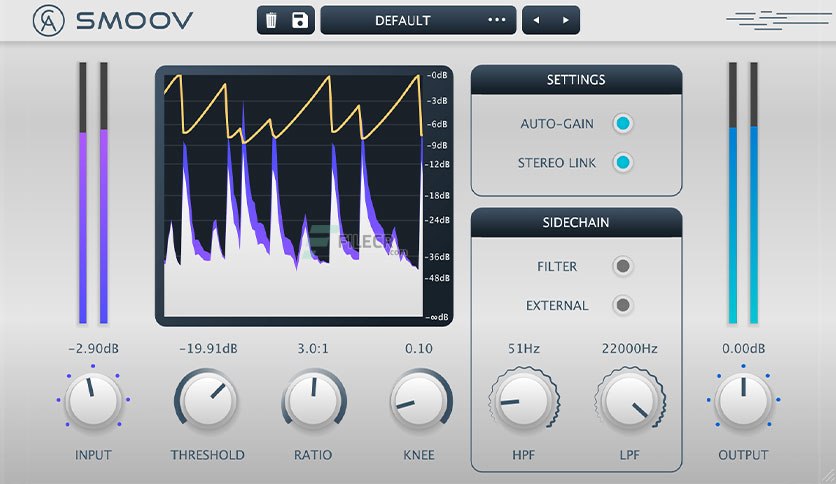 CA SMOOV
DEFAULT
-0dB
-3dB
-6dB
-9dB
-12dB
-18dB
-24dB
-36dB
-48dB
-∞dB
FILECR
.com
SETTINGS
AUTO-GAIN
STEREO LINK
SIDECHAIN
FILTER
EXTERNAL
-2.90dB
-19.91dB
3.0:1
0.10
51Hz
22000Hz
0.00dB
INPUT
THRESHOLD
RATIO
KNEE
HPF
LPF
OUTPUT